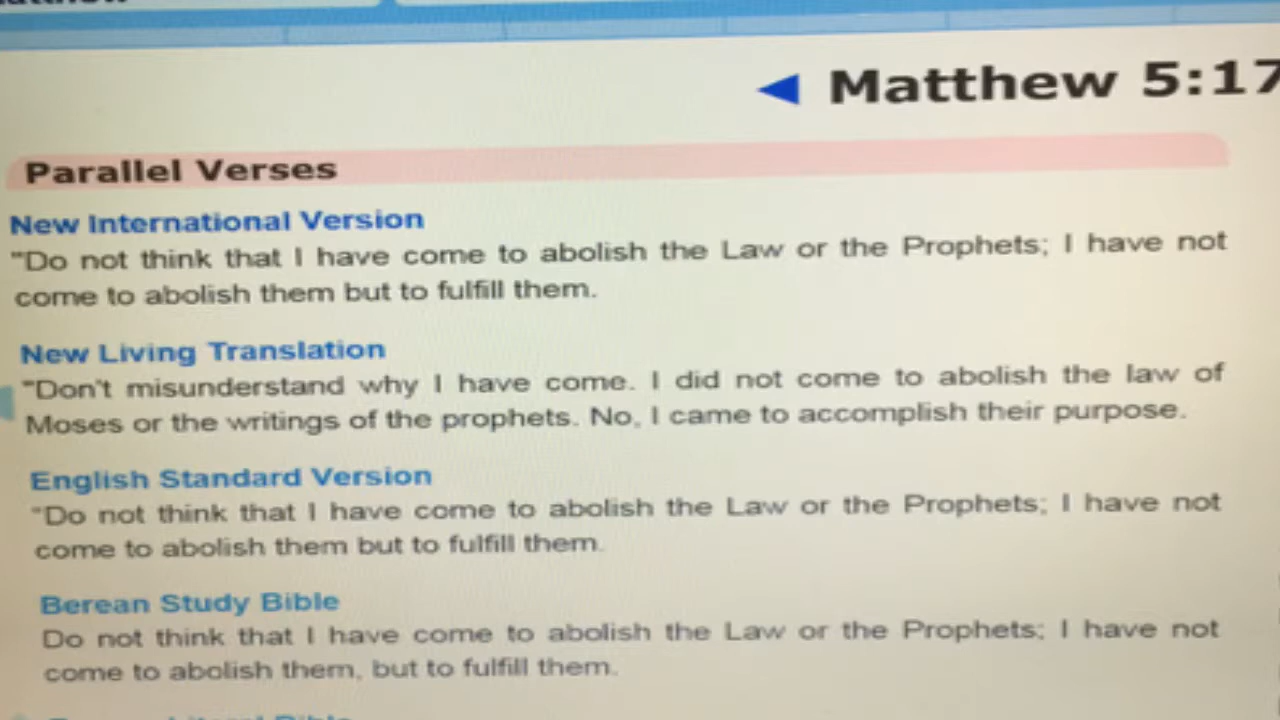 Matthew 5:17
Parallel Verses
New International Version
"Do not think that I have come to abolish the Law or the Prophets; I have not
come to abolish them but to fulfill them.
New Living Translation
"Don't misunderstand why I have come. I did not come to abolish the law of
Moses or the writings of the prophets. No, I came to accomplish their purpose.
English Standard Version
"Do not think that I have come to abolish the Law or the Prophets; I have not
come to abolish them but to fulfill them.
Berean Study Bible
Do not think that I have come to abolish the Law or the Prophets; I have not
come to abolish them, but to fulfill them.